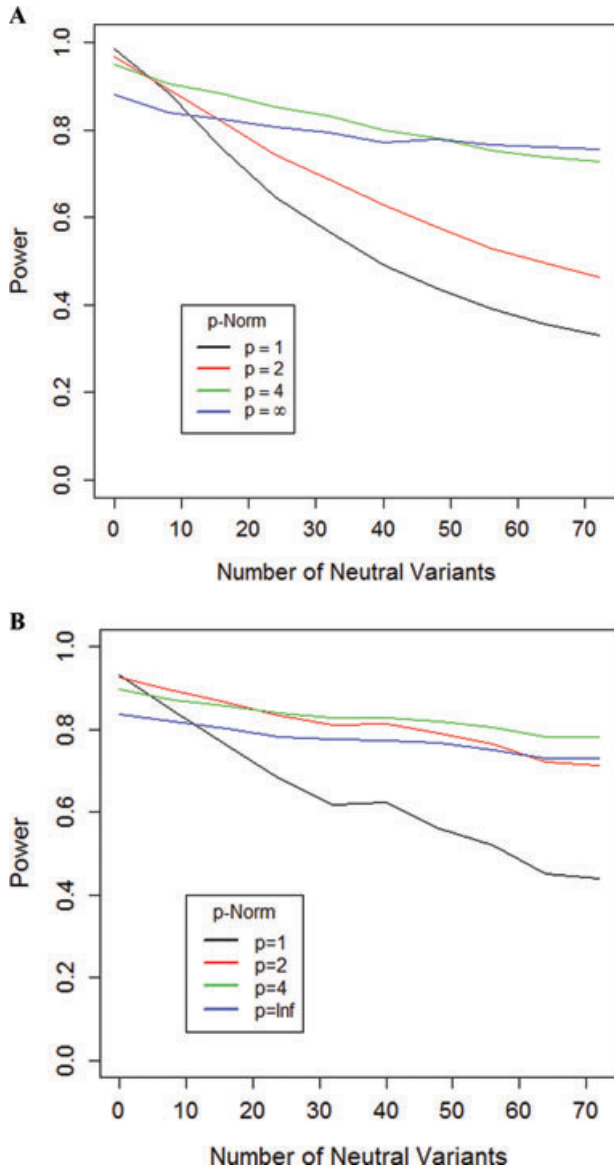 A
1.0
0.8
0.6
0.4
0.2
0.0
Power
p-Norm
p = 1
p = 2
p = 4
p = ∞
0 10 20 30 40 50 60 70
Number of Neutral Variants
B
1.0
0.8
0.6
0.4
0.2
0.0
Power
p-Norm
p=1
p=2
p=4
p=Inf
0 10 20 30 40 50 60 70
Number of Neutral Variants